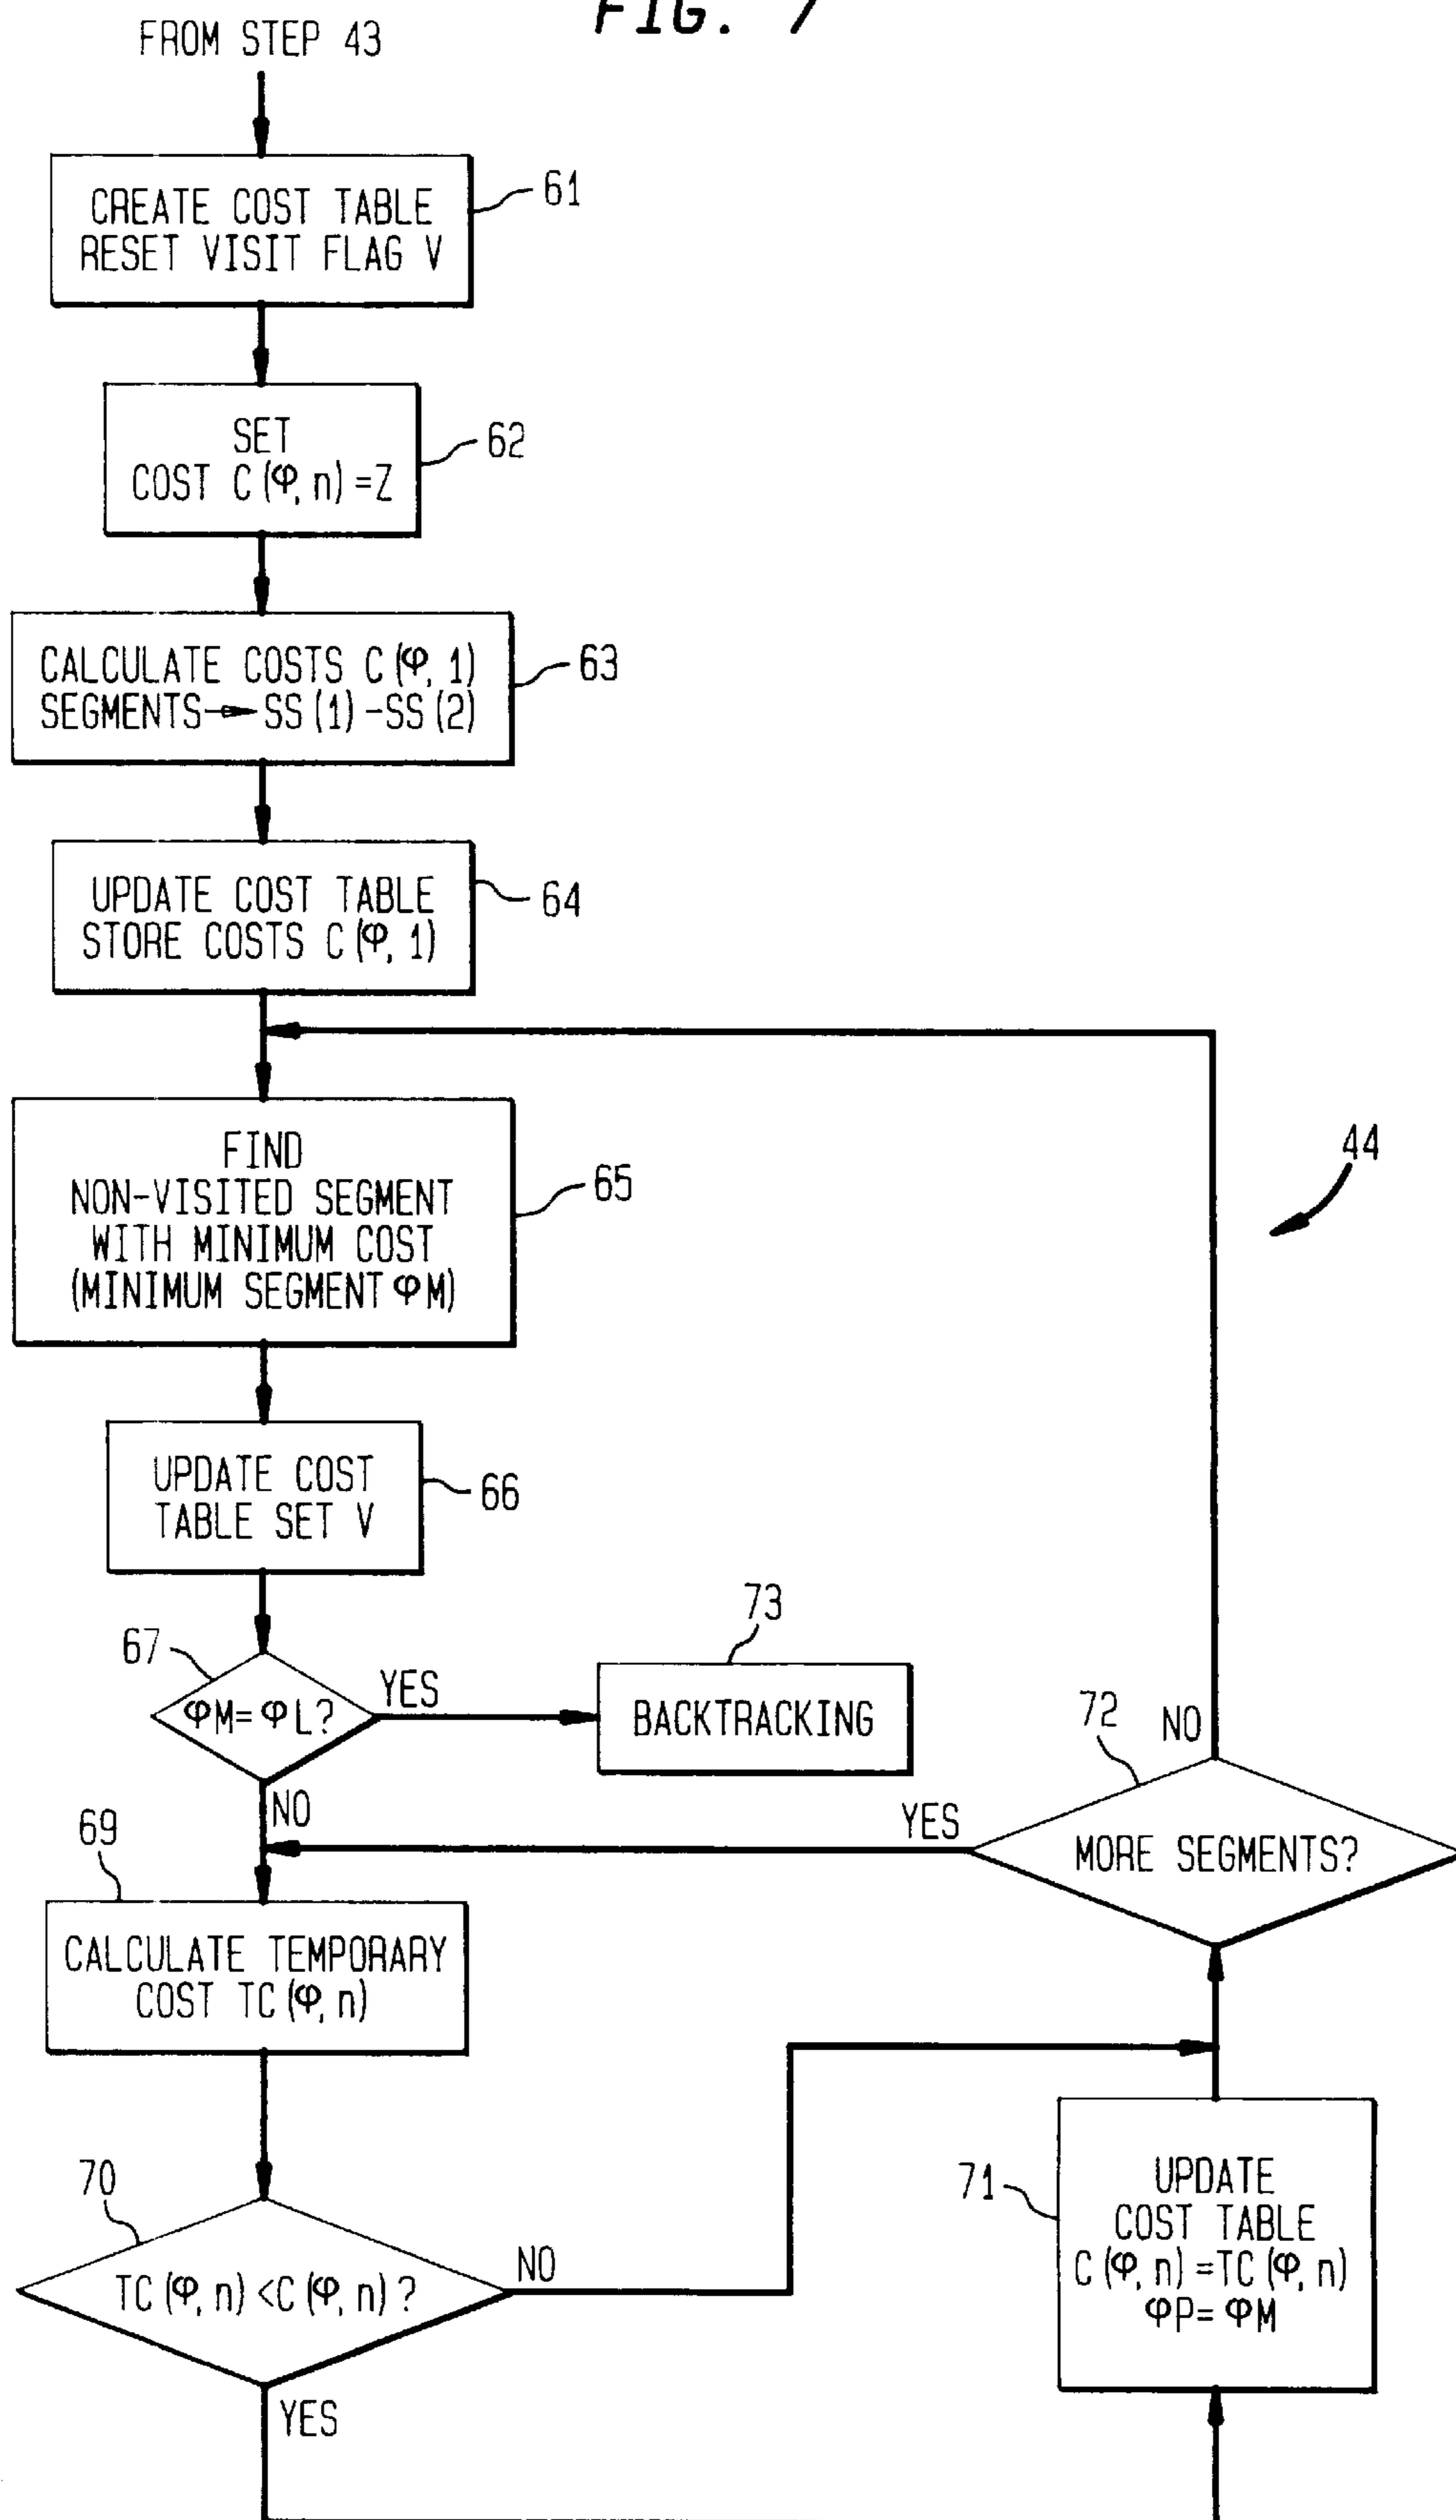 FIG. 7
FROM STEP 43
CREATE COST TABLE
RESET VISIT FLAG V
61
SET
COST C(φ, n)=Z
62
CALCULATE COSTS C(φ, 1)
SEGMENTS→SS(1)-SS(2)
63
UPDATE COST TABLE
STORE COSTS C(φ, 1)
64
FIND
NON-VISITED SEGMENT
WITH MINIMUM COST
(MINIMUM SEGMENT φM)
65
44
UPDATE COST
TABLE SET V
66
67
φM=φL?
YES
73
BACKTRACKING
NO
72
NO
YES
MORE SEGMENTS?
69
CALCULATE TEMPORARY
COST TC(φ, n)
70
TC(φ, n)<C(φ, n)?
NO
YES
71
UPDATE
COST TABLE
C(φ, n)=TC(φ, n)
φP=φM